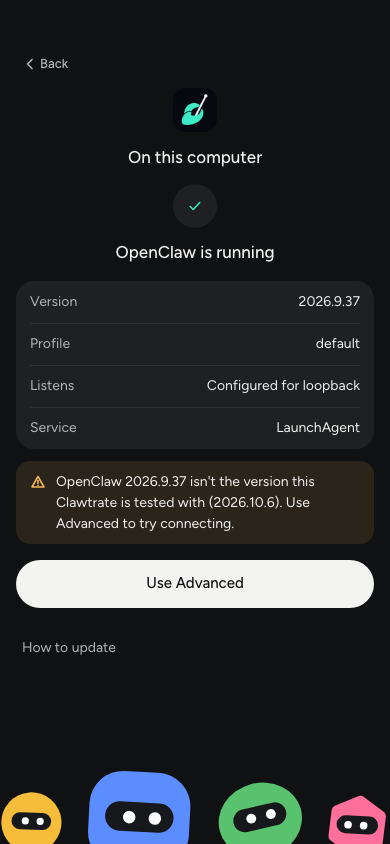 Back
On this computer
OpenClaw is running
Version 2026.9.37
Profile default
Listens Configured for loopback
Service LaunchAgent
OpenClaw 2026.9.37 isn't the version this
Clawtrate is tested with (2026.10.6). Use
Advanced to try connecting.
Use Advanced
How to update